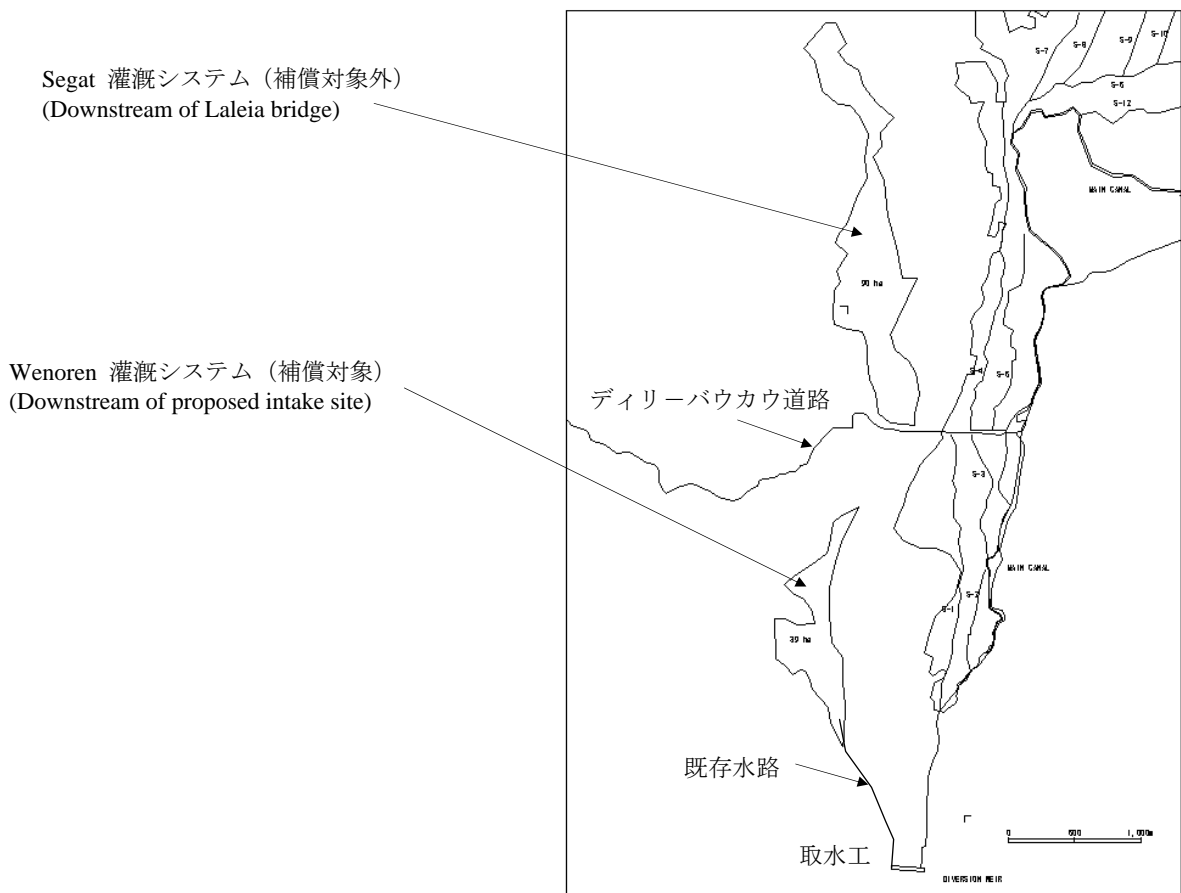 S-7
S-8
S-9
S-10
S-6
S-12
Segat 灌漑システム（補償対象外）
(Downstream of Laleia bridge)
MAIN CANAL
90 ha
Wenoren 灌漑システム（補償対象）
(Downstream of proposed intake site)
S-4
S-5
ディリーバウカウ道路
S-3
MAIN CANAL
S-2
S-1
39 ha
既存水路
0 500 1,000m
取水工
DIVERSION WEIR